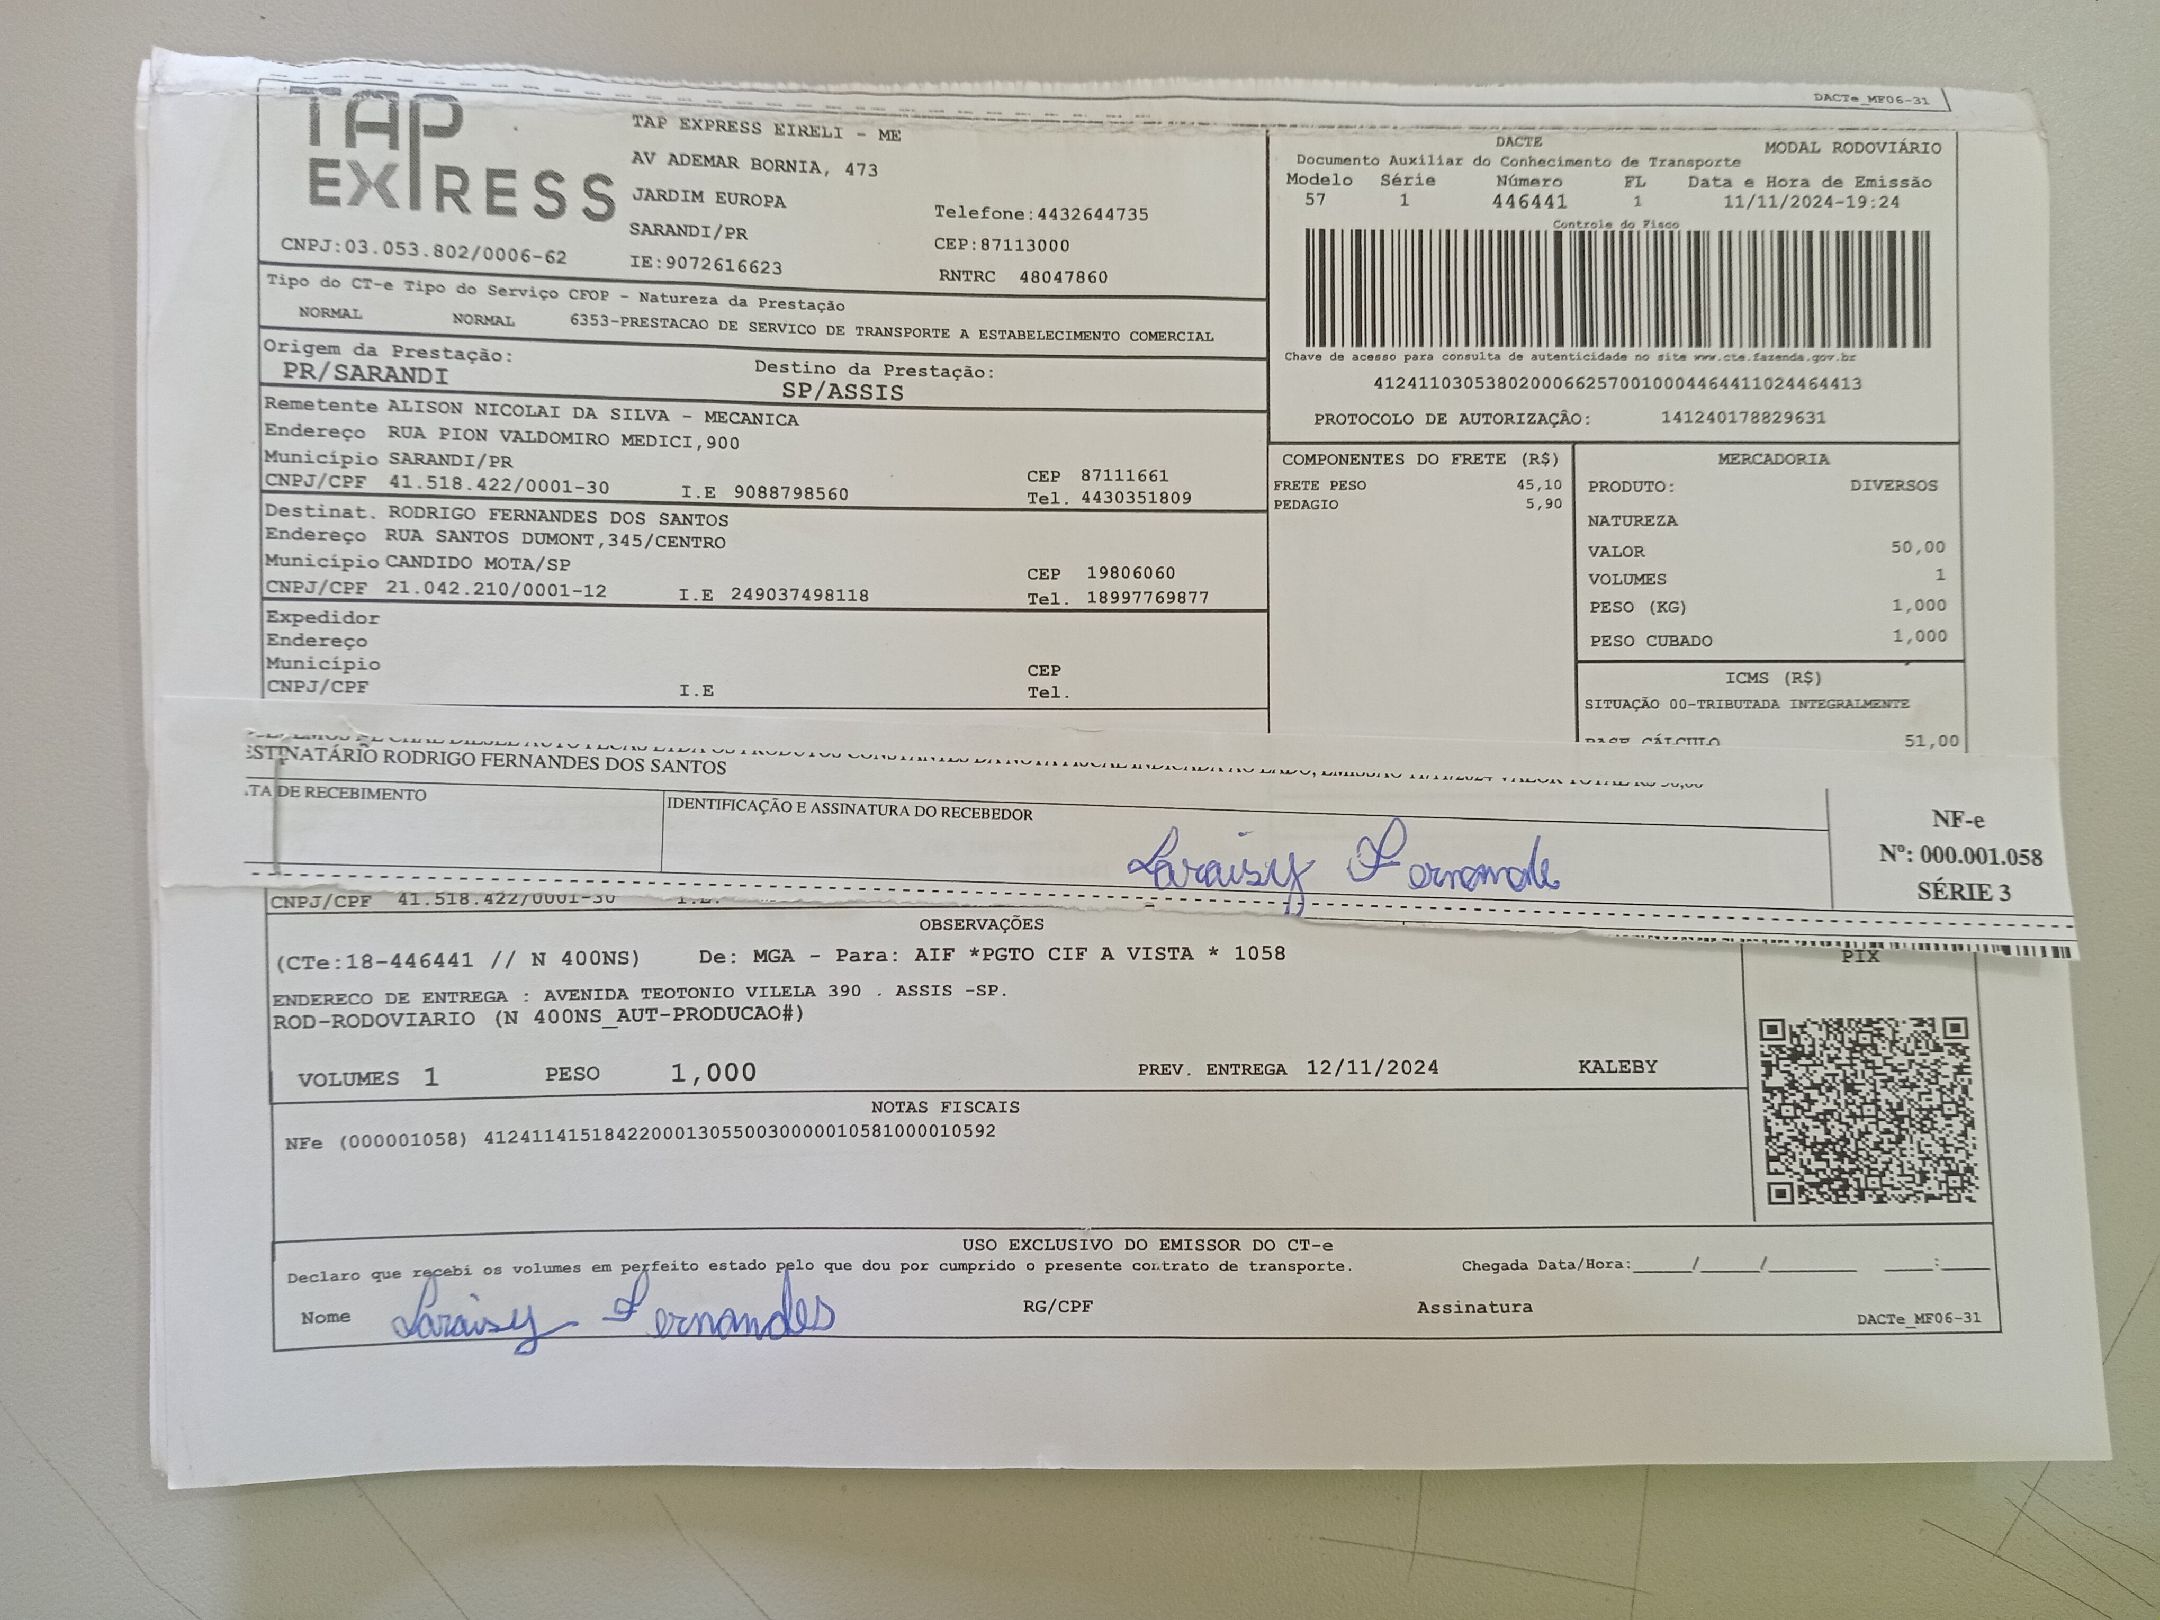 DACTe_MF06-31
TAP EXPRESS
TAP EXPRESS EIRELI - ME
AV ADEMAR BORNIA, 473
JARDIM EUROPA
SARANDI/PR
IE:9072616623
Telefone:4432644735
CEP:87113000
RNTRC 48047860
CNPJ:03.053.802/0006-62
DACTE
MODAL RODOVIÁRIO
Documento Auxiliar do Conhecimento de Transporte
Modelo Série Número FL Data e Hora de Emissão
57 1 446441 1 11/11/2024-19:24
Controle do Fisco
Chave de acesso para consulta de autenticidade no site www.cte.fazenda.gov.br
41241103053802000662570010004464411024464413
PROTOCOLO DE AUTORIZAÇÃO: 141240178829631
Tipo do CT-e Tipo do Serviço CFOP - Natureza da Prestação
NORMAL NORMAL 6353-PRESTACAO DE SERVICO DE TRANSPORTE A ESTABELECIMENTO COMERCIAL
Origem da Prestação: Destino da Prestação:
PR/SARANDI SP/ASSIS
Remetente ALISON NICOLAI DA SILVA - MECANICA
Endereço RUA PION VALDOMIRO MEDICI,900
Município SARANDI/PR CEP 87111661
CNPJ/CPF 41.518.422/0001-30 I.E 9088798560 Tel. 4430351809
Destinat. RODRIGO FERNANDES DOS SANTOS
Endereço RUA SANTOS DUMONT,345/CENTRO
Município CANDIDO MOTA/SP CEP 19806060
CNPJ/CPF 21.042.210/0001-12 I.E 249037498118 Tel. 18997769877
Expedidor
Endereço
Município CEP
CNPJ/CPF I.E Tel.
COMPONENTES DO FRETE (R$)
FRETE PESO 45,10
PEDAGIO 5,90
MERCADORIA
PRODUTO: DIVERSOS
NATUREZA
VALOR 50,00
VOLUMES 1
PESO (KG) 1,000
PESO CUBADO 1,000
ICMS (R$)
SITUAÇÃO 00-TRIBUTADA INTEGRALMENTE
BASE CÁLCULO 51,00
ESTINATÁRIO RODRIGO FERNANDES DOS SANTOS
TA DE RECEBIMENTO
IDENTIFICAÇÃO E ASSINATURA DO RECEBEDOR
Laraisy Fernande
NF-e
Nº: 000.001.058
SÉRIE 3
CNPJ/CPF 41.518.422/0001-30 I.E.
OBSERVAÇÕES
(CTe:18-446441 // N 400NS) De: MGA - Para: AIF *PGTO CIF A VISTA * 1058
ENDERECO DE ENTREGA : AVENIDA TEOTONIO VILELA 390 . ASSIS -SP.
ROD-RODOVIARIO (N 400NS_AUT-PRODUCAO#)
VOLUMES 1 PESO 1,000 PREV. ENTREGA 12/11/2024 KALEBY
PIX
NOTAS FISCAIS
NFe (000001058) 41241141518422000130550030000010581000010592
USO EXCLUSIVO DO EMISSOR DO CT-e
Declaro que recebi os volumes em perfeito estado pelo que dou por cumprido o presente contrato de transporte. Chegada Data/Hora:____/____/______ ___:____
Nome Laraisy Fernandes RG/CPF Assinatura
DACTe_MF06-31